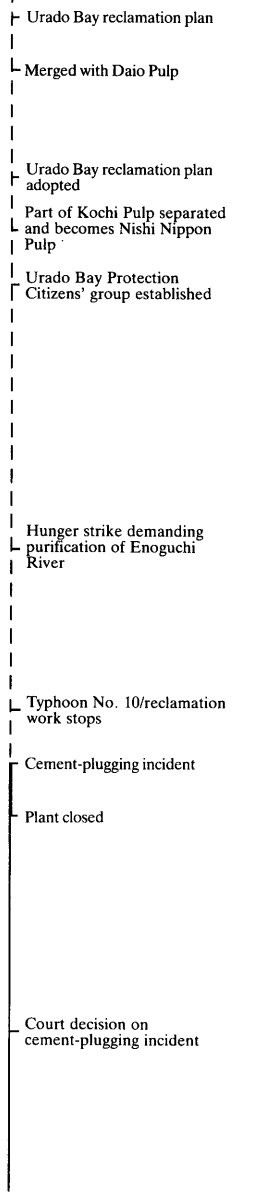 Urado Bay reclamation plan
Merged with Daio Pulp
Urado Bay reclamation plan
adopted
Part of Kochi Pulp separated
and becomes Nishi Nippon
Pulp
Urado Bay Protection
Citizens' group established
Hunger strike demanding
purification of Enoguchi
River
Typhoon No. 10/reclamation
work stops
Cement-plugging incident
Plant closed
Court decision on
cement-plugging incident